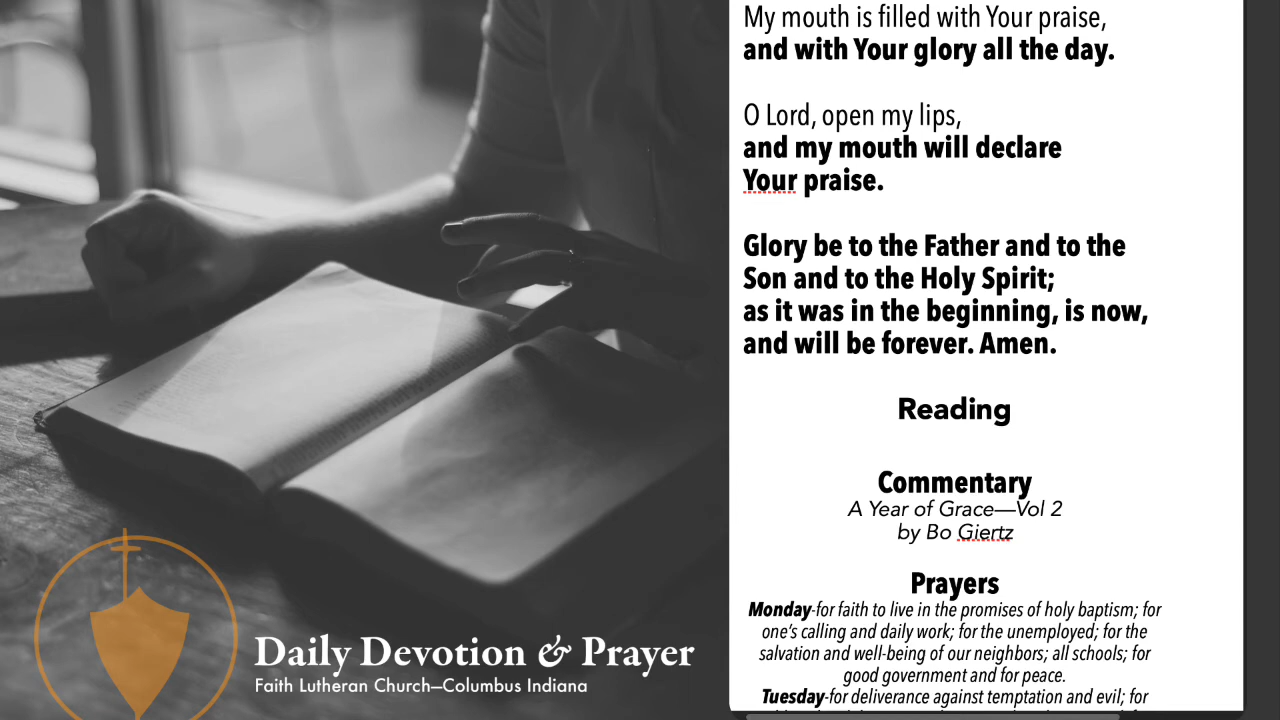 My mouth is filled with Your praise,
and with Your glory all the day.
O Lord, open my lips,
and my mouth will declare
Your praise.
Glory be to the Father and to the
Son and to the Holy Spirit;
as it was in the beginning, is now,
and will be forever. Amen.
Reading
Commentary
A Year of Grace—Vol 2
by Bo Giertz
Prayers
Monday-for faith to live in the promises of holy baptism; for
one's calling and daily work; for the unemployed; for the
salvation and well-being of our neighbors; all schools; for
good government and for peace.
Tuesday-for deliverance against temptation and evil; for
Daily Devotion & Prayer
Faith Lutheran Church—Columbus Indiana